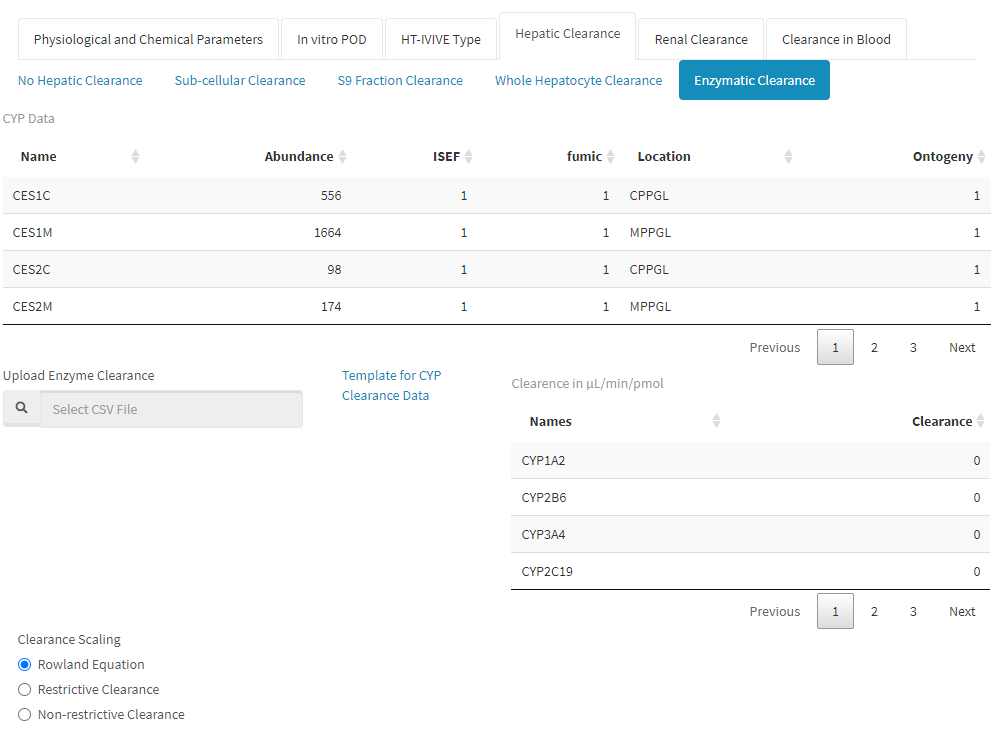 Physiological and Chemical Parameters In vitro POD HT-IVIVE Type Hepatic Clearance Renal Clearance Clearance in Blood
No Hepatic Clearance Sub-cellular Clearance S9 Fraction Clearance Whole Hepatocyte Clearance Enzymatic Clearance
CYP Data
Name Abundance ISEF fumic Location Ontogeny
CES1C 556 1 1 CPPGL 1
CES1M 1664 1 1 MPPGL 1
CES2C 98 1 1 CPPGL 1
CES2M 174 1 1 MPPGL 1
Previous 1 2 3 Next
Upload Enzyme Clearance
Select CSV File
Template for CYP
Clearance Data
Clearence in µL/min/pmol
Names Clearance
CYP1A2 0
CYP2B6 0
CYP3A4 0
CYP2C19 0
Previous 1 2 3 Next
Clearance Scaling
Rowland Equation
Restrictive Clearance
Non-restrictive Clearance